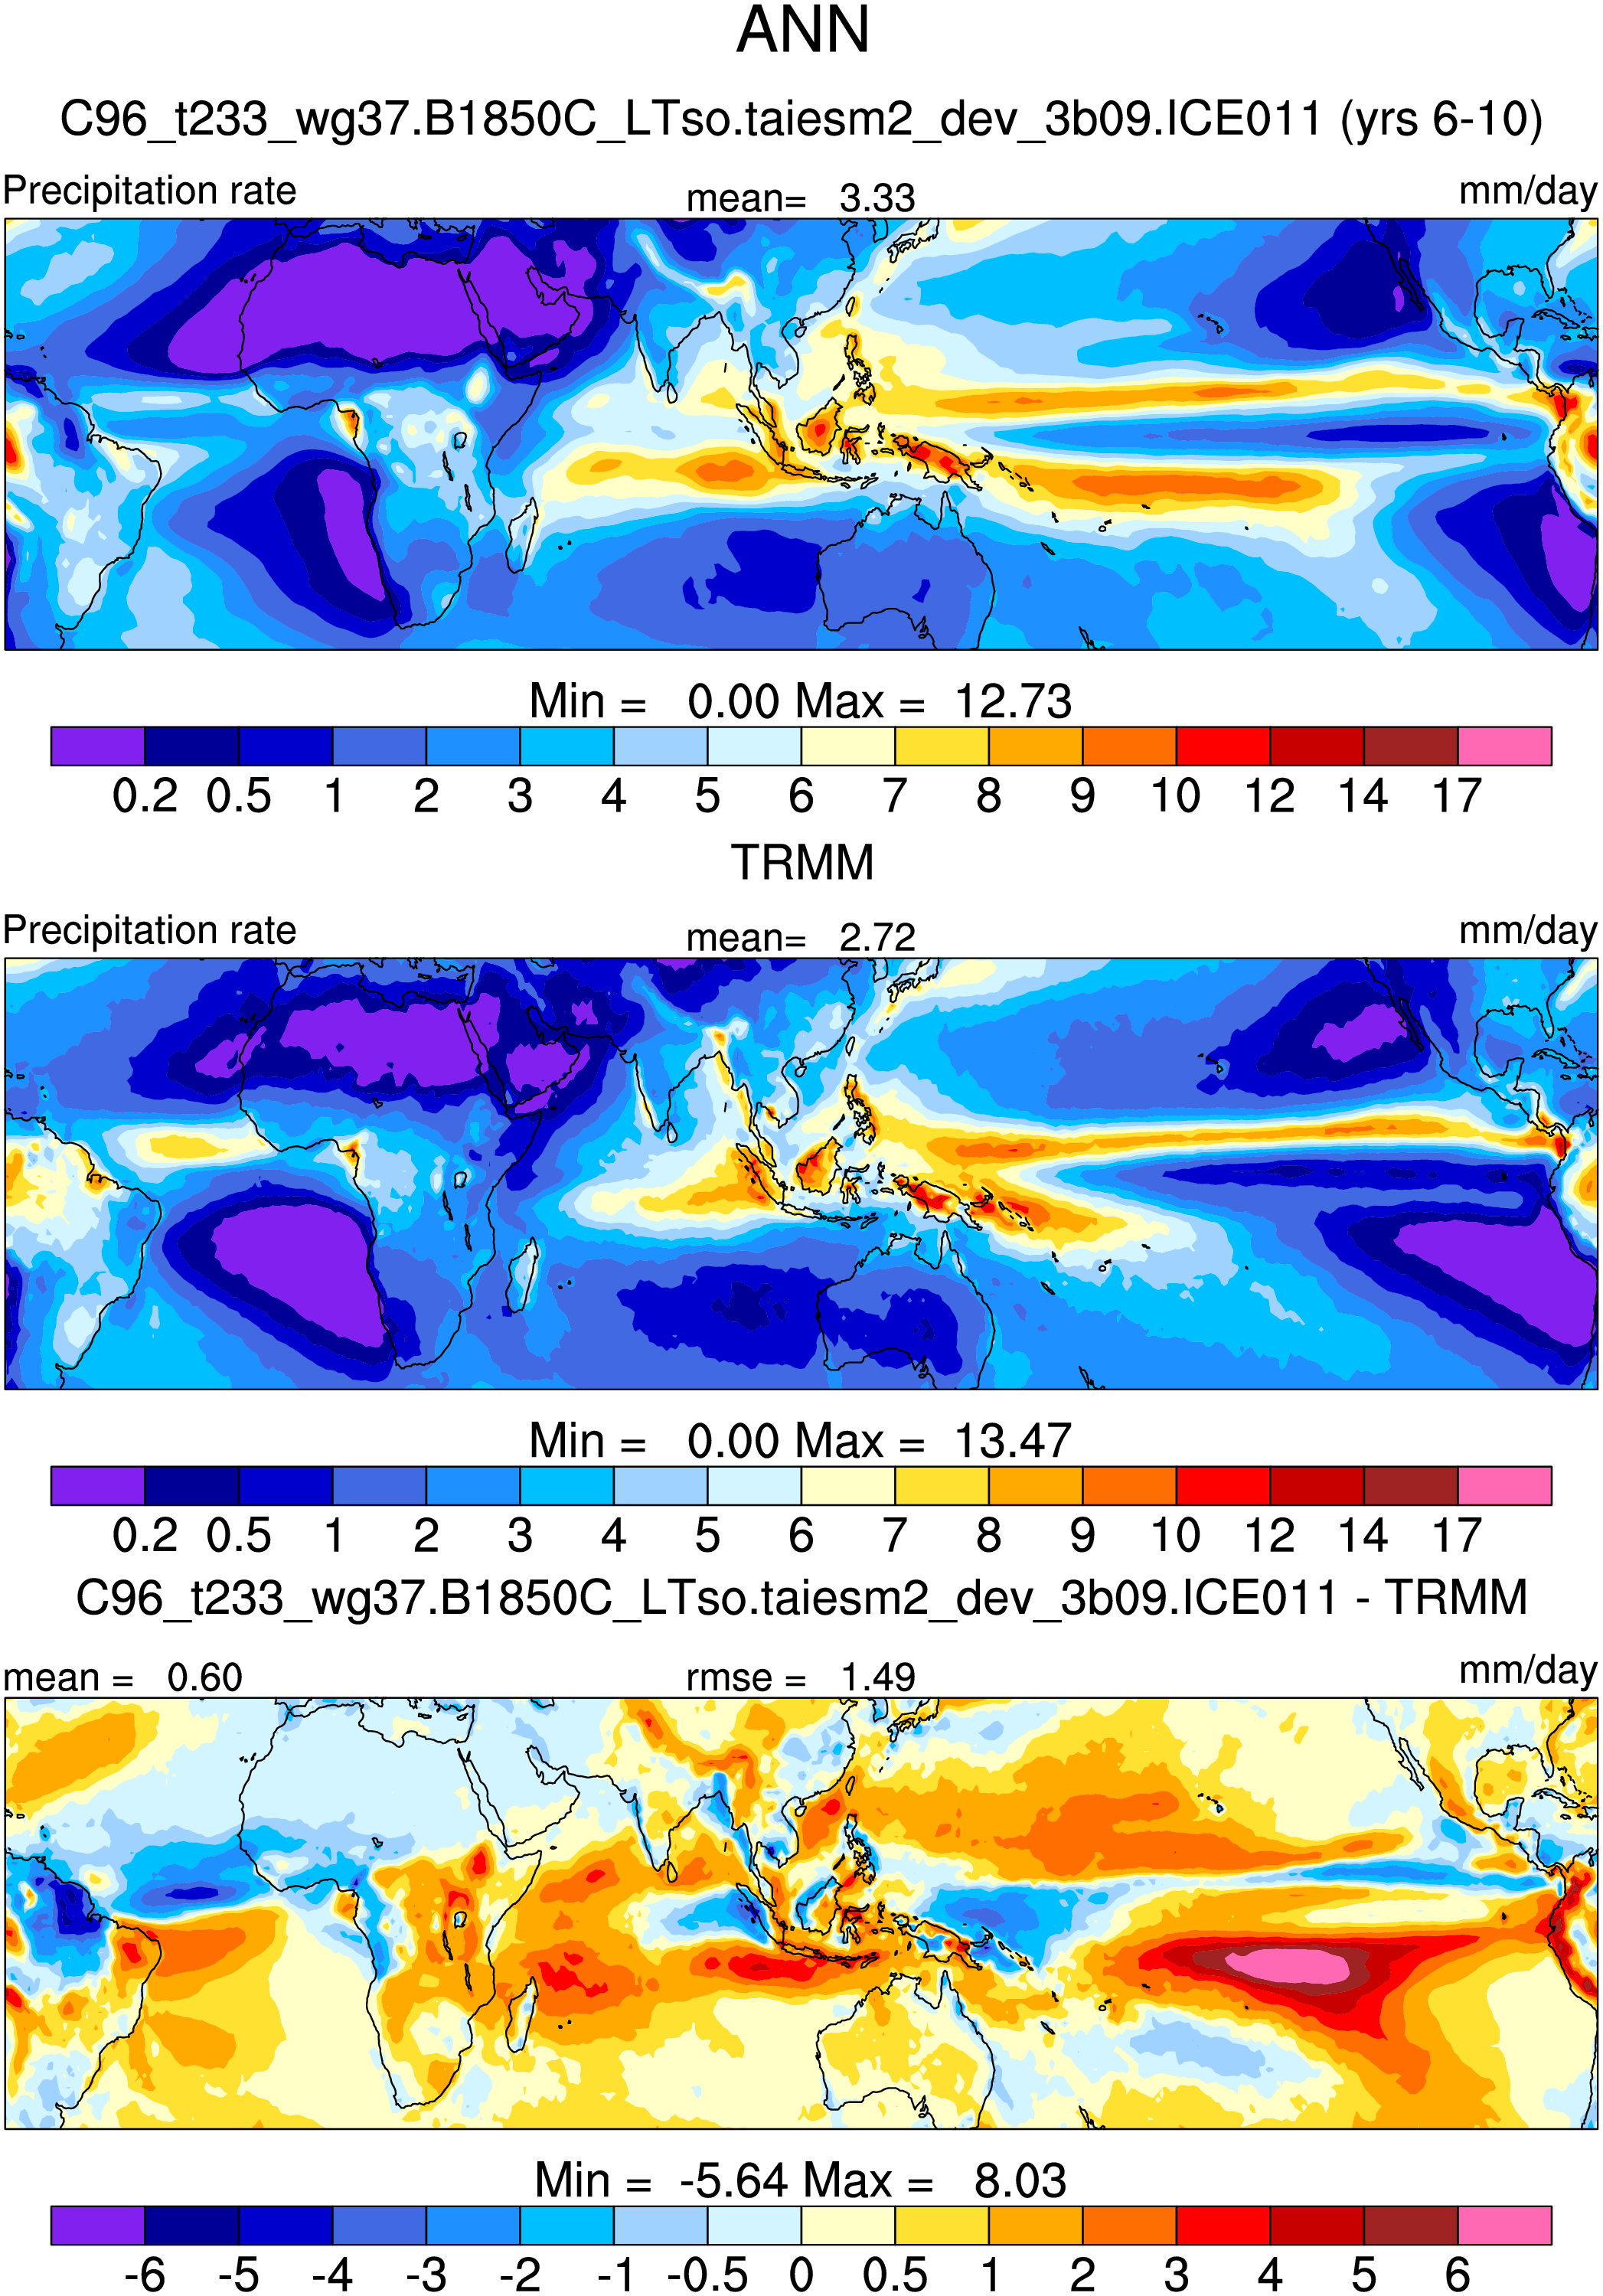 ANN
C96_t233_wg37.B1850C_LTso.taiesm2_dev_3b09.ICE011 (yrs 6-10)
Precipitation rate mean= 3.33 mm/day
Min = 0.00 Max = 12.73
0.2 0.5 1 2 3 4 5 6 7 8 9 10 12 14 17
TRMM
Precipitation rate mean= 2.72 mm/day
Min = 0.00 Max = 13.47
0.2 0.5 1 2 3 4 5 6 7 8 9 10 12 14 17
C96_t233_wg37.B1850C_LTso.taiesm2_dev_3b09.ICE011 - TRMM
mean = 0.60 rmse = 1.49 mm/day
Min = -5.64 Max = 8.03
-6 -5 -4 -3 -2 -1 -0.5 0 0.5 1 2 3 4 5 6